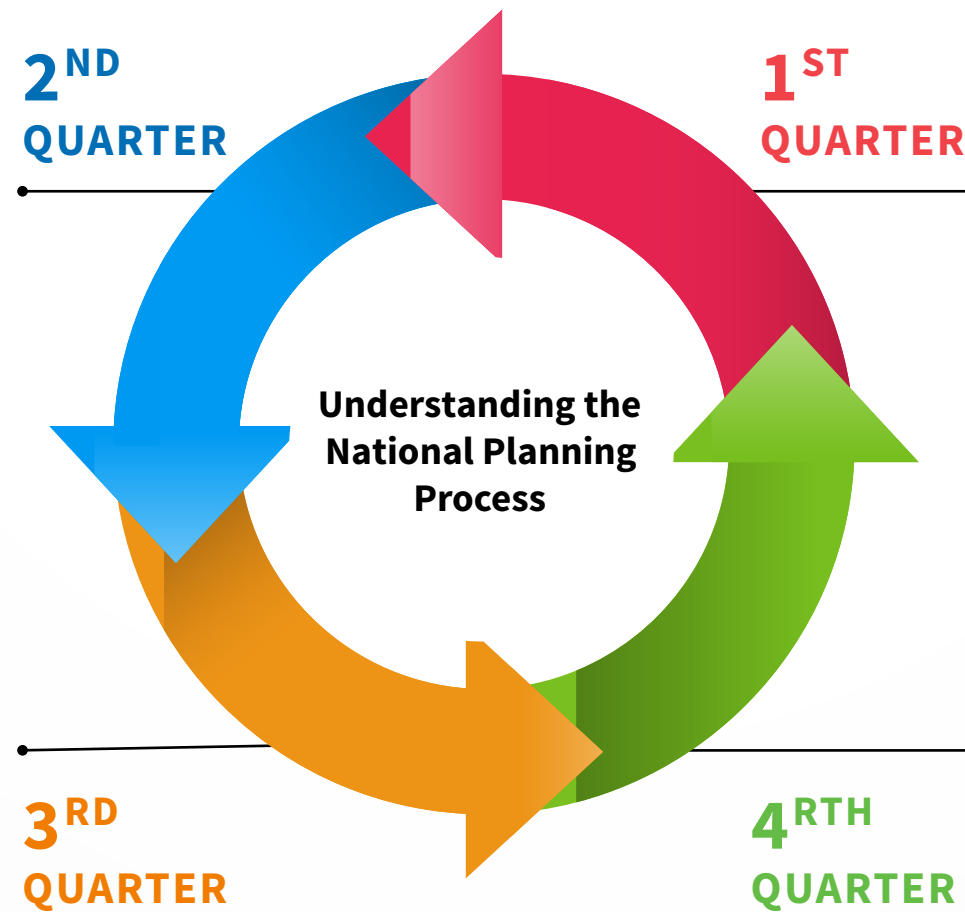 2ND
QUARTER
1ST
QUARTER
Understanding the
National Planning
Process
3RD
QUARTER
4RTH
QUARTER